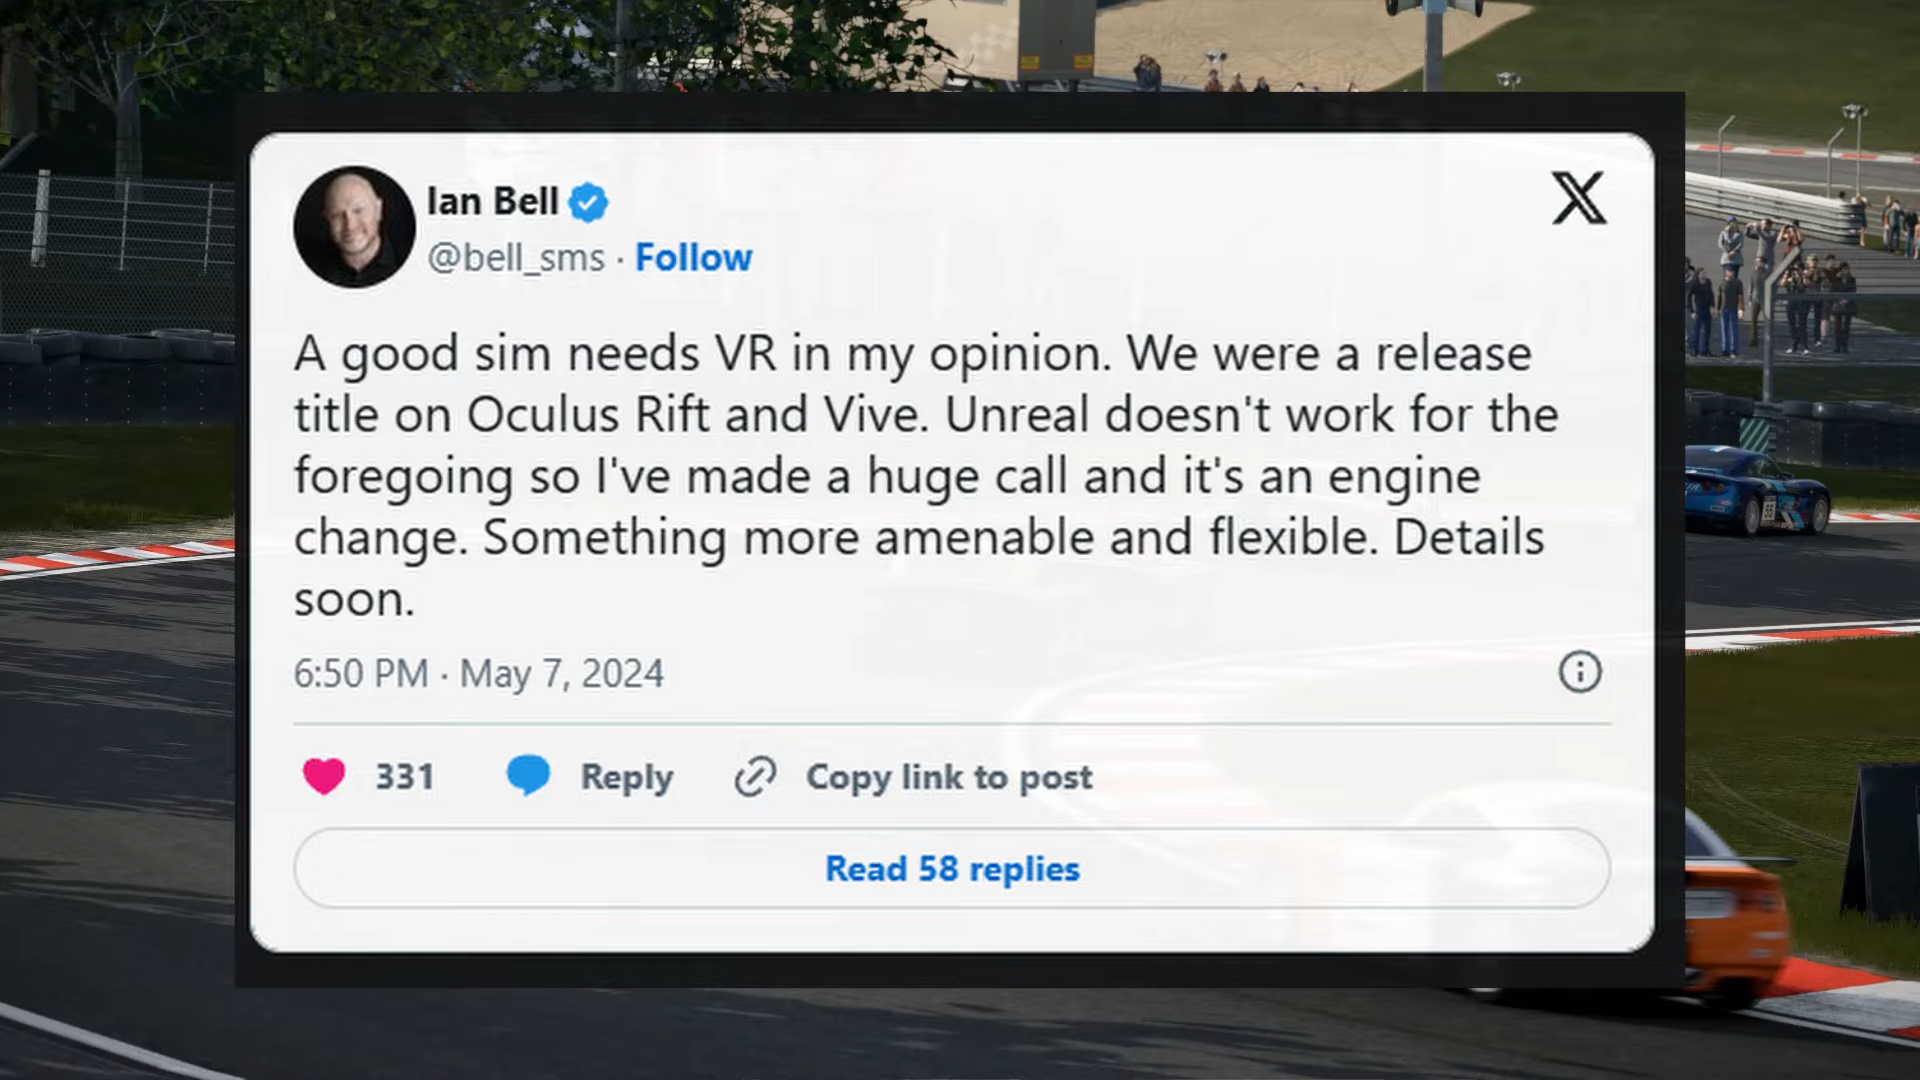 Ian Bell
@bell_sms · Follow
A good sim needs VR in my opinion. We were a release
title on Oculus Rift and Vive. Unreal doesn't work for the
foregoing so I've made a huge call and it's an engine
change. Something more amenable and flexible. Details
soon.
6:50 PM · May 7, 2024
331 Reply Copy link to post
Read 58 replies